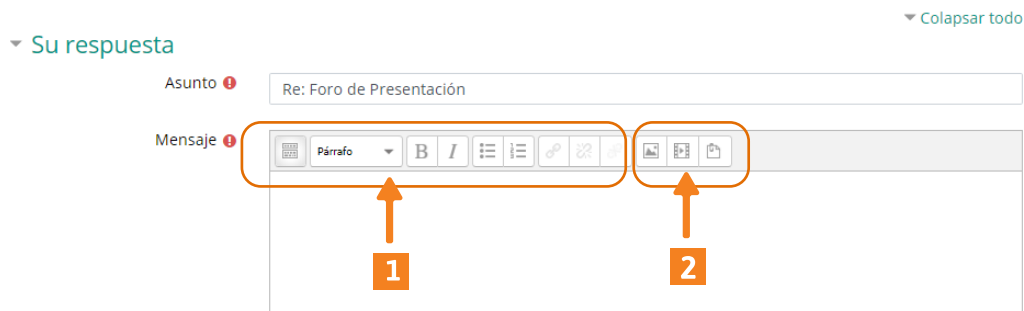 Colapsar todo
Su respuesta
Asunto
Re: Foro de Presentación
Mensaje
Párrafo
B I
1
2